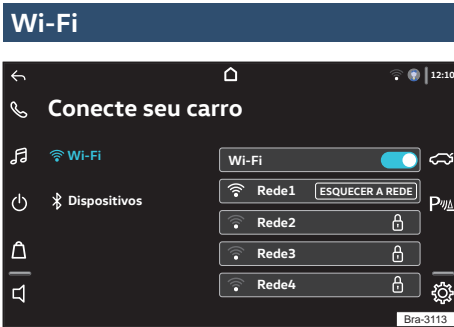 Wi-Fi
12:10
Conecte seu carro
Wi-Fi
Wi-Fi
Rede1 ESQUECER A REDE
Dispositivos
P
Rede2
Rede3
Rede4
Bra-3113